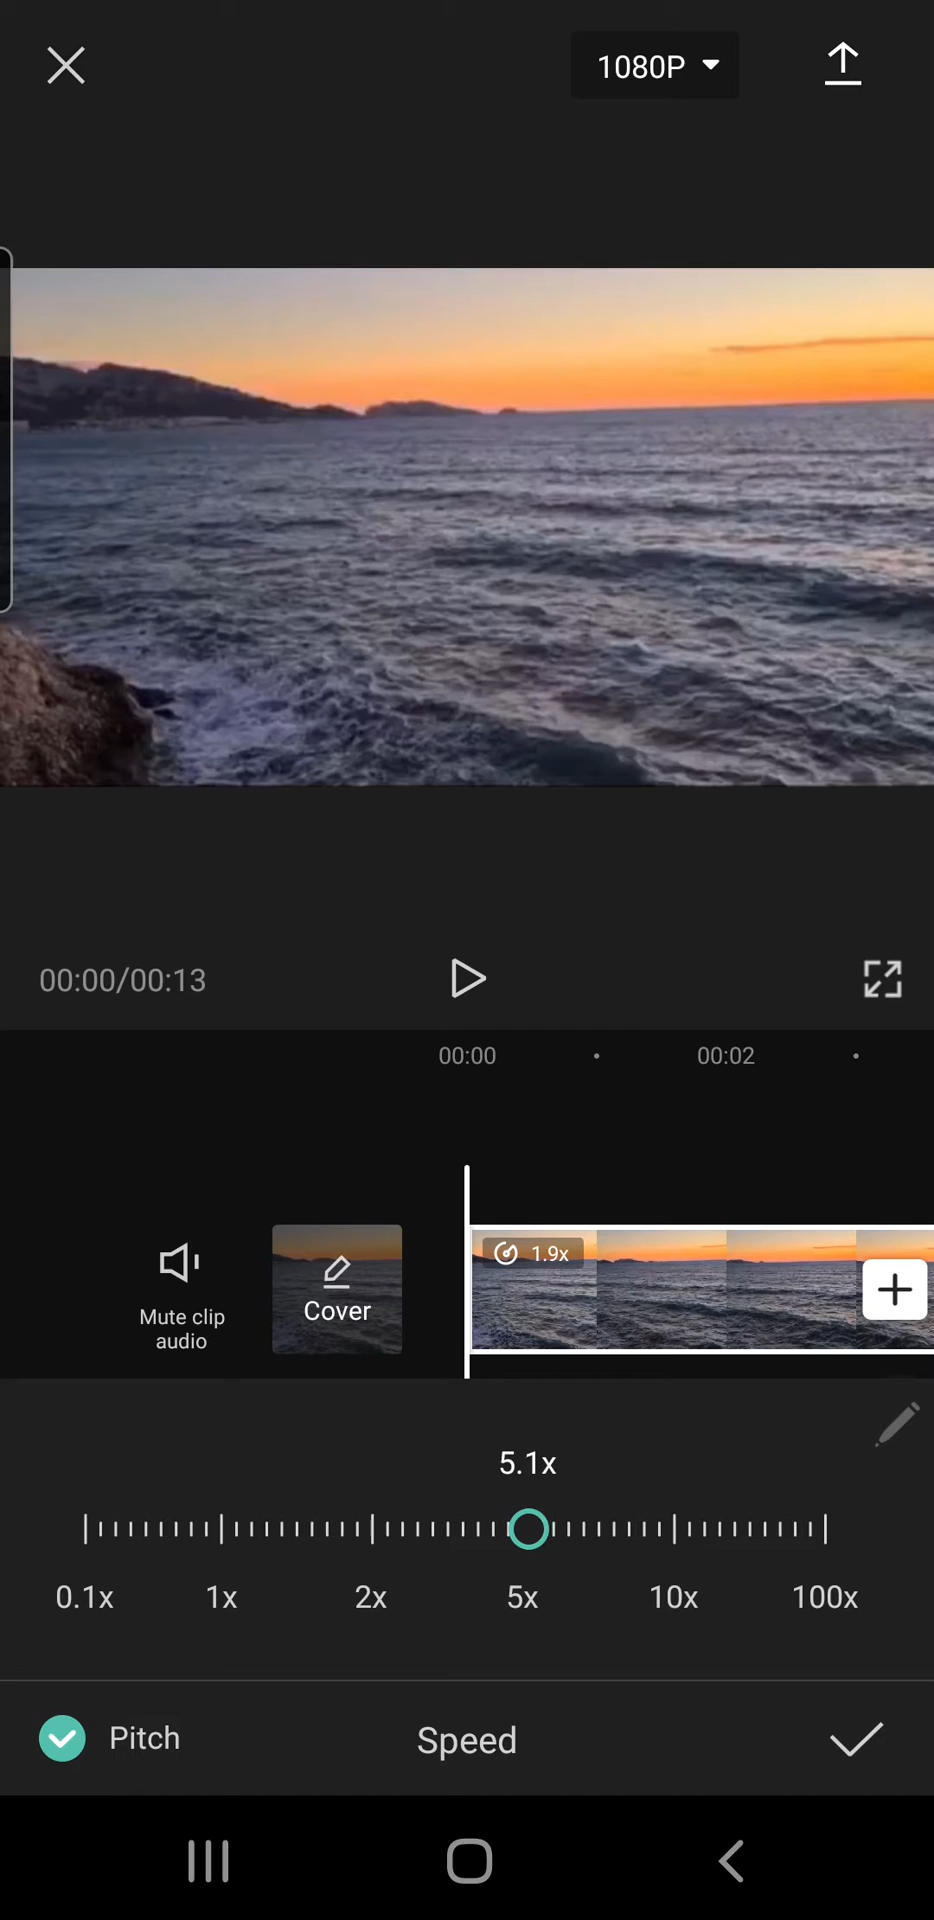 1080P
00:00/00:13
00:00
00:02
1.9x
Mute clip
audio
Cover
5.1x
0.1x 1x 2x 5x 10x 100x
Pitch
Speed